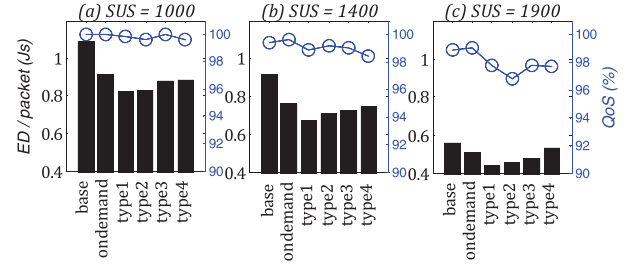 (a) SUS = 1000
(b) SUS = 1400
(c) SUS = 1900
ED / packet (Js)
1
0.8
0.6
0.4
100
98
96
94
92
90
1
0.8
0.6
0.4
100
98
96
94
92
90
1
0.8
0.6
0.4
100
98
96
94
92
90
QoS (%)
base
ondemand
type1
type2
type3
type4
base
ondemand
type1
type2
type3
type4
base
ondemand
type1
type2
type3
type4